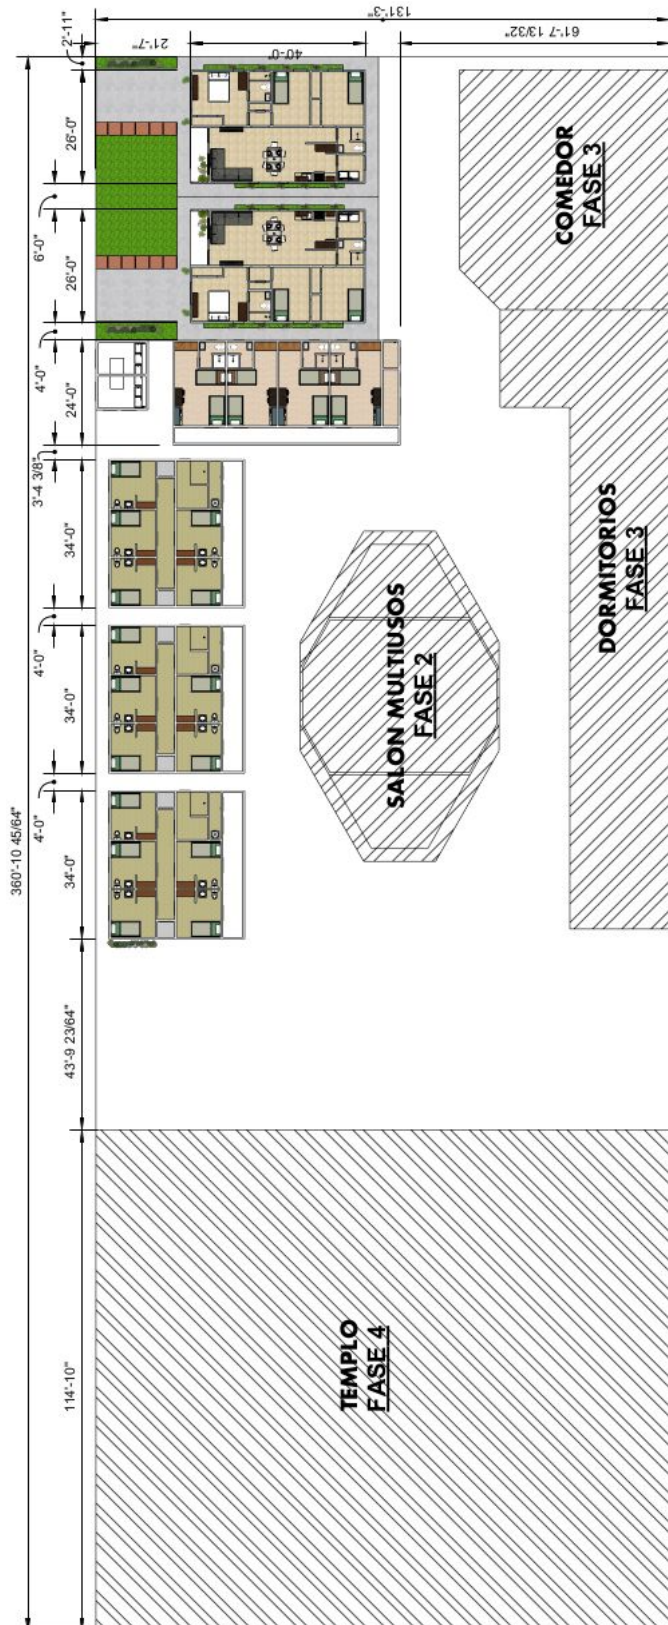 131'-3"
2'-11"
21'-7"
40'-0"
61'-7 13/32"
26'-0"
6'-0"
26'-0"
4'-0"
24'-0"
3'-4 3/8"
34'-0"
4'-0"
34'-0"
4'-0"
34'-0"
360'-10 45/64"
43'-9 23/64"
114'-10"
COMEDOR
FASE 3
DORMITORIOS
FASE 3
SALON MULTIUSOS
FASE 2
TEMPLO
FASE 4